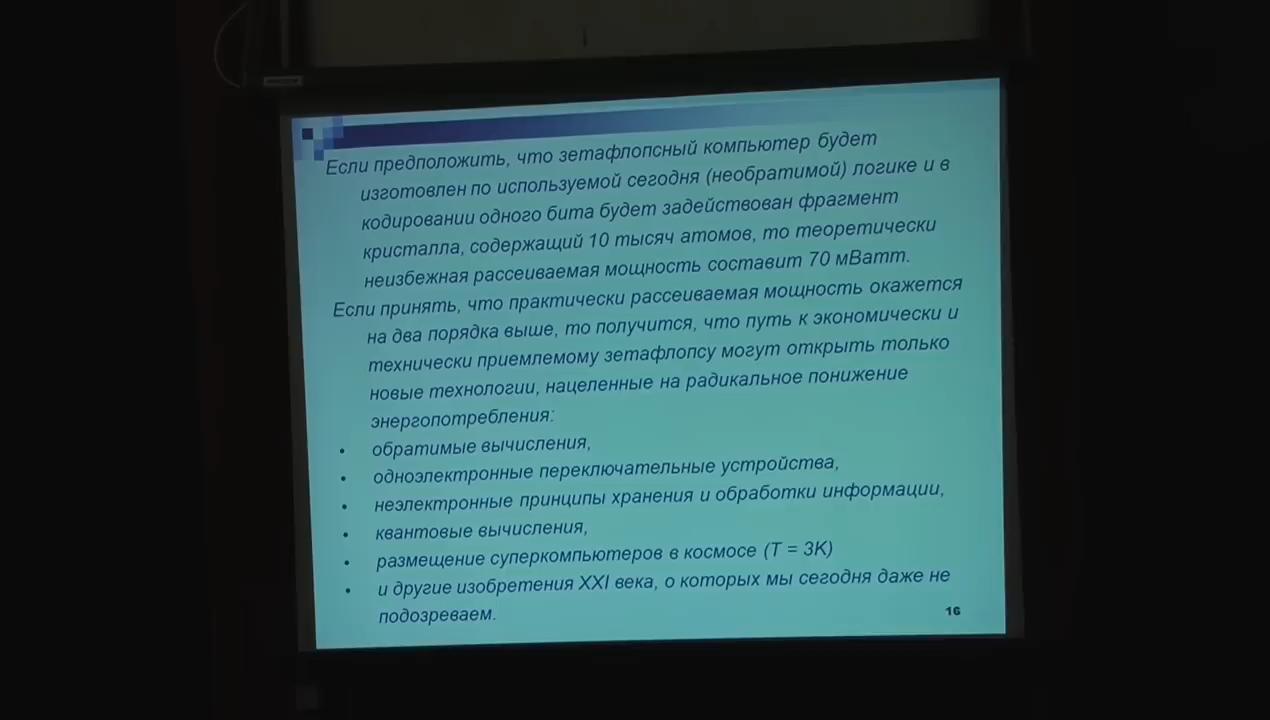 Если предположить, что зетафлопсный компьютер будет
изготовлен по используемой сегодня (необратимой) логике и в
кодировании одного бита будет задействован фрагмент
кристалла, содержащий 10 тысяч атомов, то теоретически
неизбежная рассеиваемая мощность составит 70 мВатт.
Если принять, что практически рассеиваемая мощность окажется
на два порядка выше, то получится, что путь к экономически и
технически приемлемому зетафлопсу могут открыть только
новые технологии, нацеленные на радикальное понижение
энергопотребления:
• обратимые вычисления,
• одноэлектронные переключательные устройства,
• неэлектронные принципы хранения и обработки информации,
• квантовые вычисления,
• размещение суперкомпьютеров в космосе (T = 3K)
• и другие изобретения XXI века, о которых мы сегодня даже не
подозреваем.
16